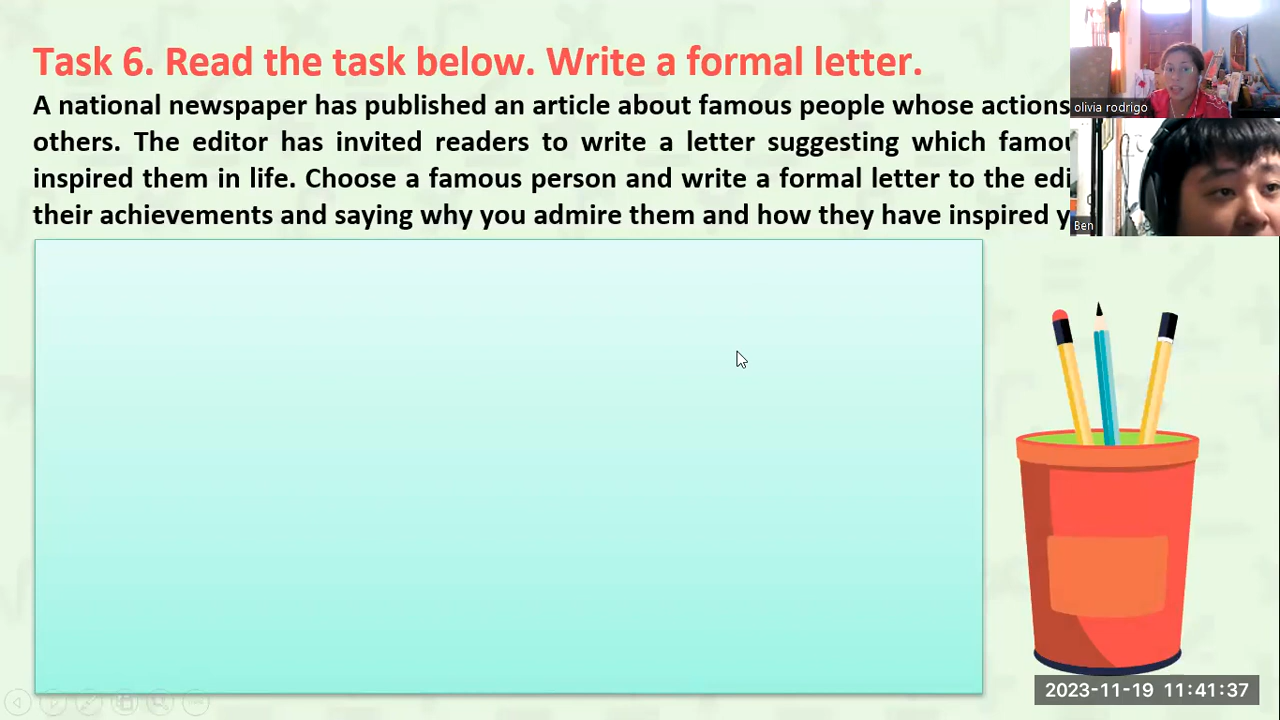 Task 6. Read the task below. Write a formal letter.
A national newspaper has published an article about famous people whose actions
others. The editor has invited readers to write a letter suggesting which
inspired them in life. Choose a famous person and write a formal letter to the
their achievements and saying why you admire them and how they have inspired
olivia rodrigo
Ben
2023-11-19 11:41:37